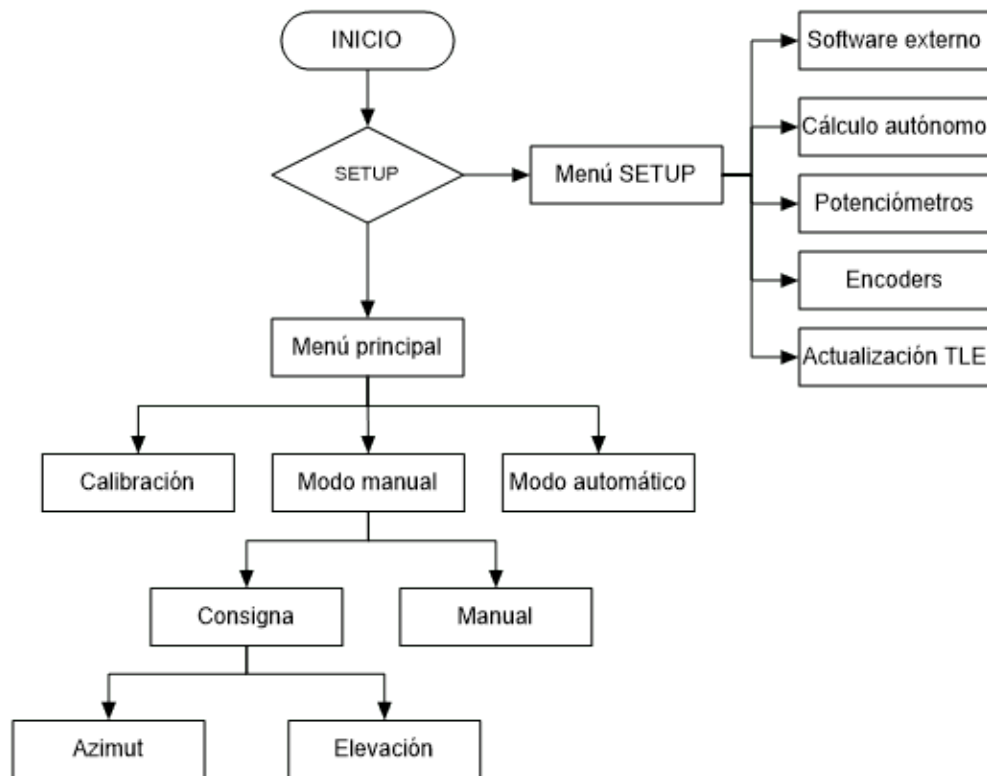 INICIO
Software externo
Cálculo autónomo
SETUP
Menú SETUP
Potenciómetros
Encoders
Menú principal
Actualización TLE
Calibración
Modo manual
Modo automático
Consigna
Manual
Azimut
Elevación